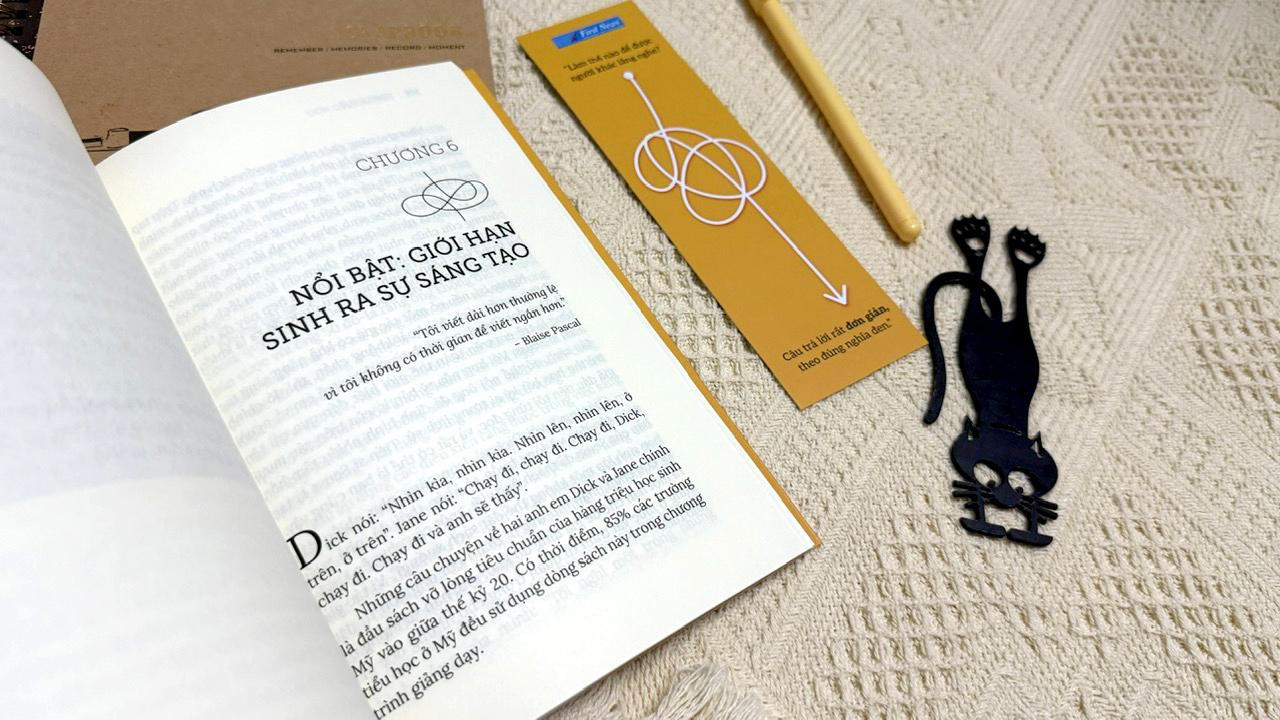 REMEMBER / MEMORIES / RECORD / MOMENT
First News
"Làm thế nào để được
người khác lắng nghe?
Câu trả lời rất đơn giản,
theo đúng nghĩa đen."
CHƯƠNG 6
NỔI BẬT: GIỚI HẠN
SINH RA SỰ SÁNG TẠO
"Tôi viết dài hơn thường lệ
vì tôi không có thời gian để viết ngắn hơn."
– Blaise Pascal
Dick nói: "Nhìn kia, nhìn kia. Nhìn lên, nhìn lên, ở
trên, ở trên". Jane nói: "Chạy đi, chạy đi. Chạy đi, Dick,
chạy đi. Chạy đi và anh sẽ thấy".
Những câu chuyện về hai anh em Dick và Jane chính
là đầu sách vỡ lòng tiêu chuẩn của hàng triệu học sinh
Mỹ vào giữa thế kỷ 20. Có thời điểm, 85% các trường
tiểu học ở Mỹ đều sử dụng dòng sách này trong chương
trình giảng dạy.